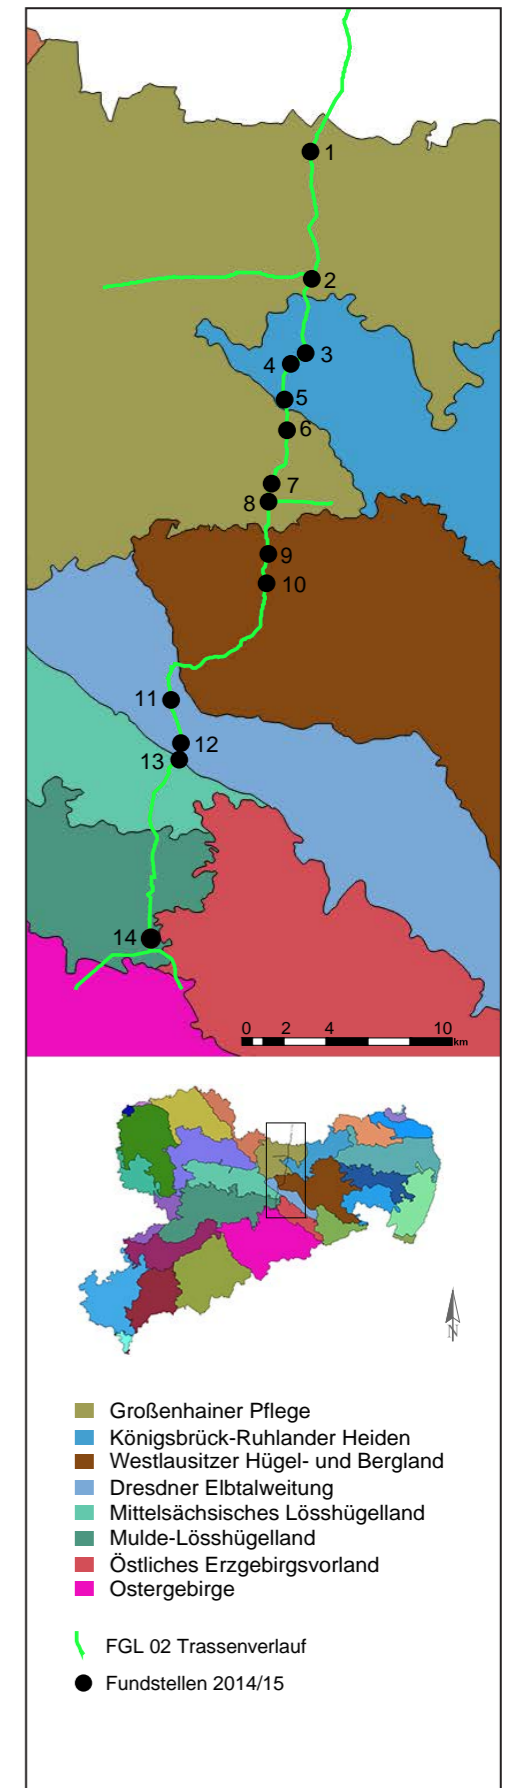 1
2
3
4
5
6
7
8
9
10
11
12
13
14
0 2 4 10
km
N
Großenhainer Pflege
Königsbrück-Ruhlander Heiden
Westlausitzer Hügel- und Bergland
Dresdner Elbtalweitung
Mittelsächsisches Lösshügelland
Mulde-Lösshügelland
Östliches Erzgebirgsvorland
Ostergebirge
FGL 02 Trassenverlauf
Fundstellen 2014/15